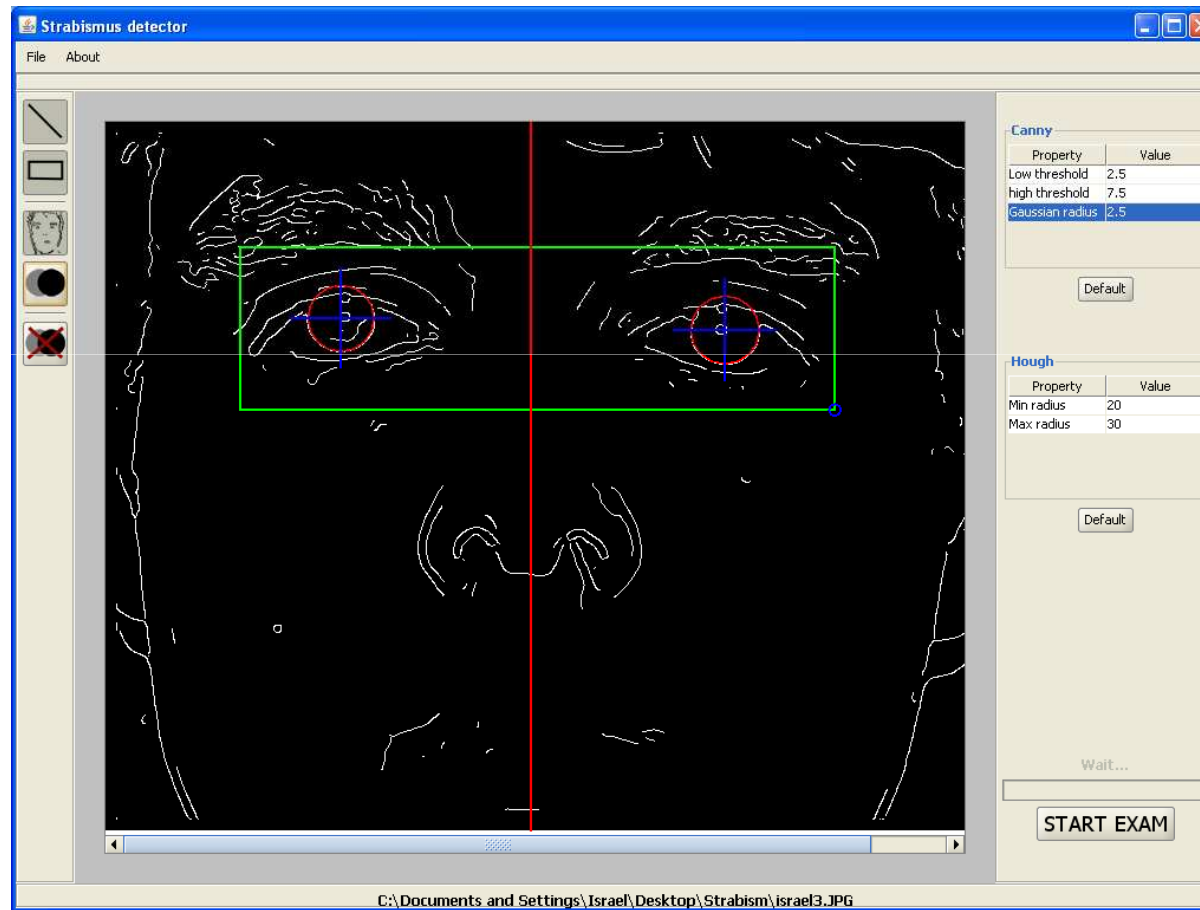 Strabismus detector
File About
Canny
Property Value
Low threshold 2.5
high threshold 7.5
Gaussian radius 2.5
Default
Hough
Property Value
Min radius 20
Max radius 30
Default
Wait...
START EXAM
C:\Documents and Settings\Israel\Desktop\Strabism\israel3.JPG